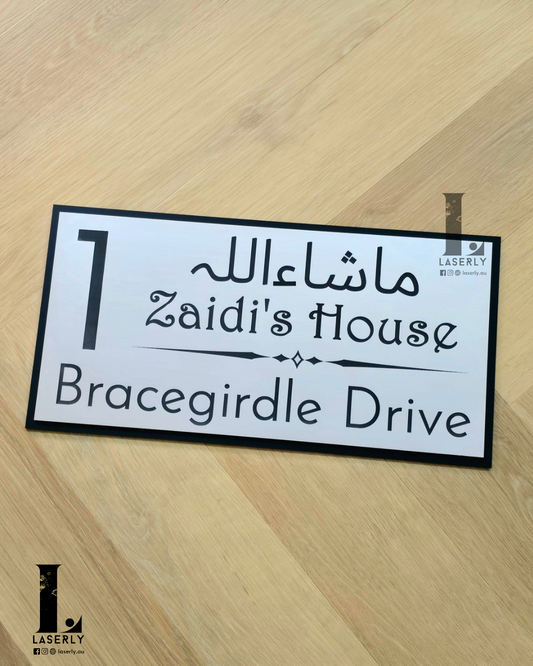 1
ماشاءالله
Zaidi's House
Bracegirdle Drive
LASERLY
laserly.au
LASERLY
laserly.au